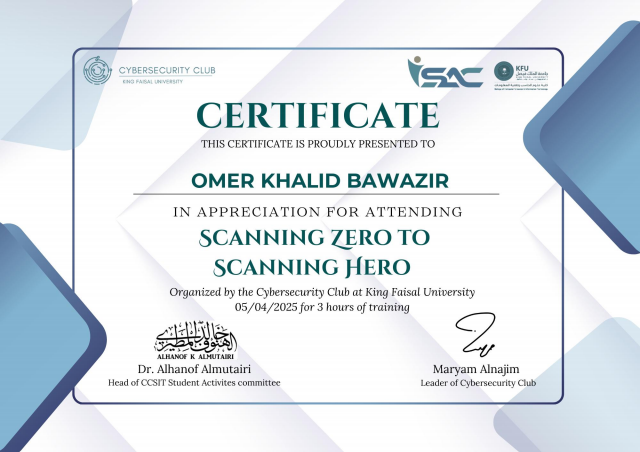 CYBERSECURITY CLUB
KING FAISAL UNIVERSITY
SAC
KFU
جامعة الملك فيصل
CERTIFICATE
THIS CERTIFICATE IS PROUDLY PRESENTED TO
OMER KHALID BAWAZIR
IN APPRECIATION FOR ATTENDING
SCANNING ZERO TO
SCANNING HERO
Organized by the Cybersecurity Club at King Faisal University
05/04/2025 for 3 hours of training
ALHANOF K ALMUTAIRI
Dr. Alhanof Almutairi
Head of CCSIT Student Activites committee
Maryam Alnajim
Leader of Cybersecurity Club